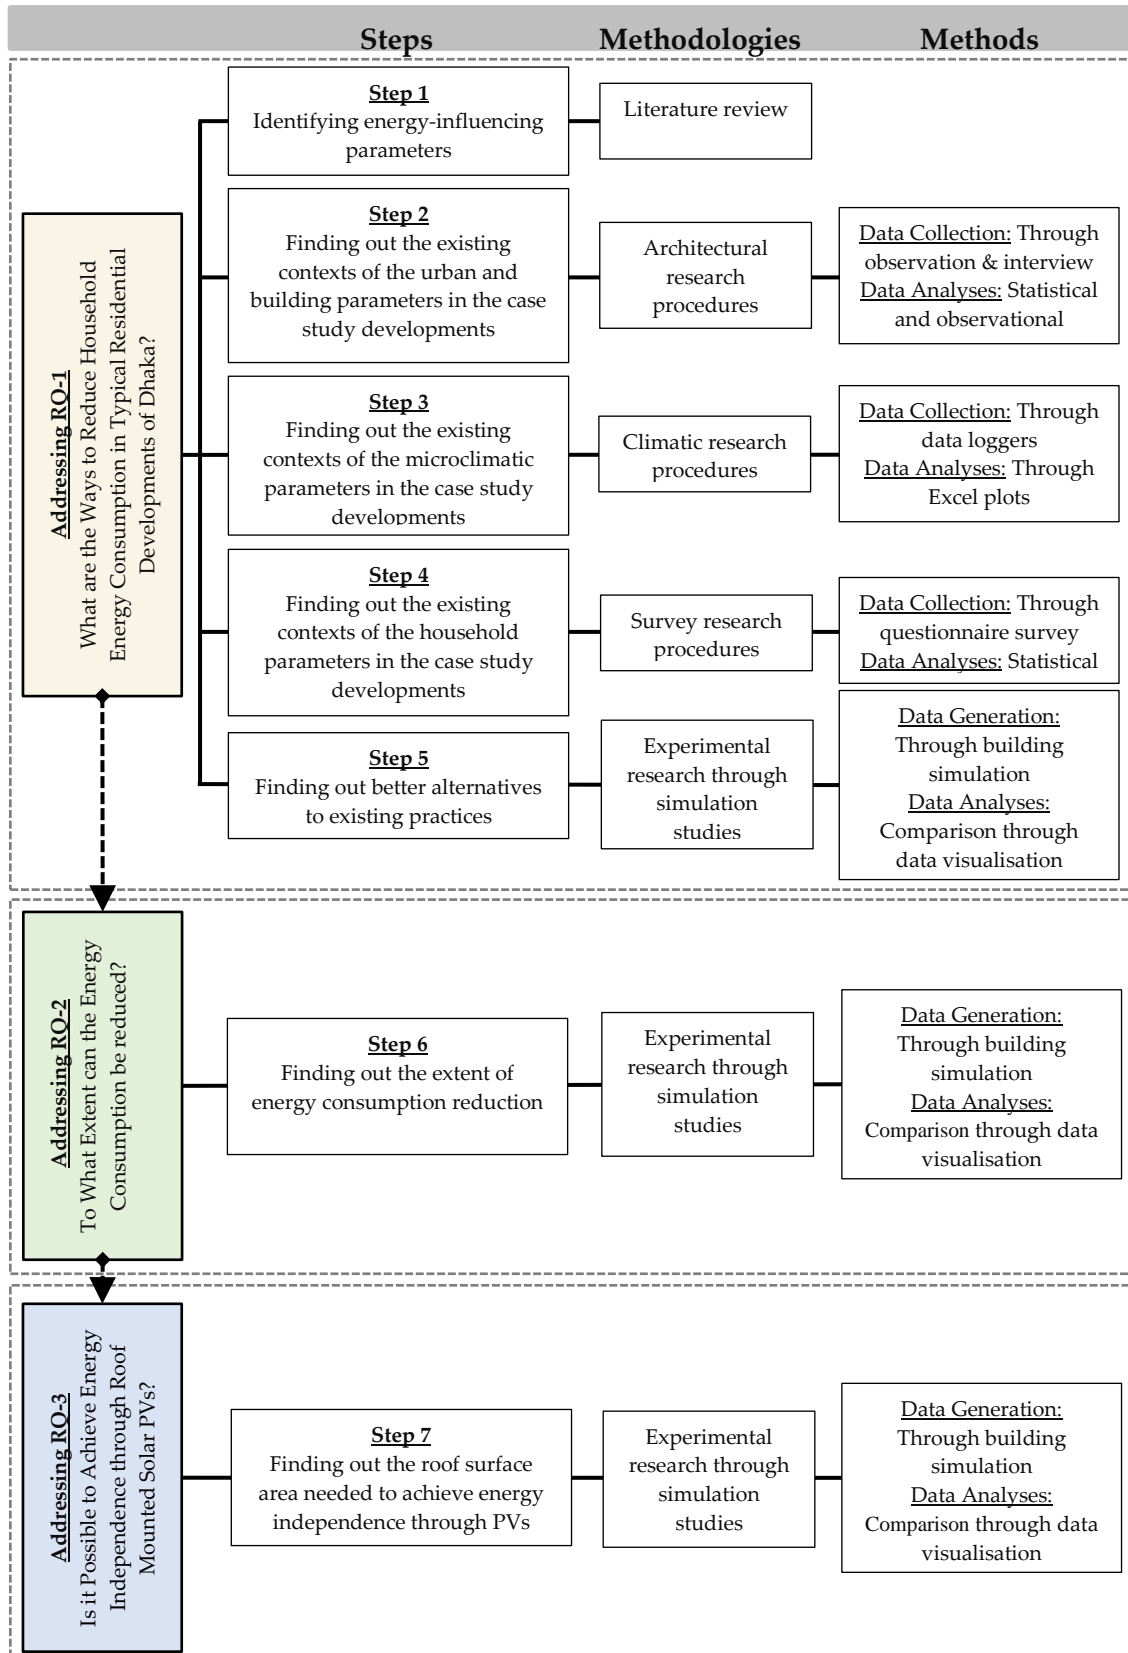 Steps
Methodologies
Methods
Addressing RQ-1
What are the Ways to Reduce Household
Energy Consumption in Typical Residential
Developments of Dhaka?
Step 1
Identifying energy-influencing
parameters
Literature review
Step 2
Finding out the existing
contexts of the urban and
building parameters in the case
study developments
Architectural
research
procedures
Data Collection: Through
observation & interview
Data Analyses: Statistical
and observational
Step 3
Finding out the existing
contexts of the microclimatic
parameters in the case study
developments
Climatic research
procedures
Data Collection: Through
data loggers
Data Analyses: Through
Excel plots
Step 4
Finding out the existing
contexts of the household
parameters in the case study
developments
Survey research
procedures
Data Collection: Through
questionnaire survey
Data Analyses: Statistical
Step 5
Finding out better alternatives
to existing practices
Experimental
research through
simulation
studies
Data Generation:
Through building
simulation
Data Analyses:
Comparison through
data visualisation
Addressing RQ-2
To What Extent can the Energy
Consumption be reduced?
Step 6
Finding out the extent of
energy consumption reduction
Experimental
research through
simulation
studies
Data Generation:
Through building
simulation
Data Analyses:
Comparison through data
visualisation
Addressing RQ-3
Is it Possible to Achieve Energy
Independence through Roof
Mounted Solar PVs?
Step 7
Finding out the roof surface
area needed to achieve energy
independence through PVs
Experimental
research through
simulation
studies
Data Generation:
Through building
simulation
Data Analyses:
Comparison through data
visualisation